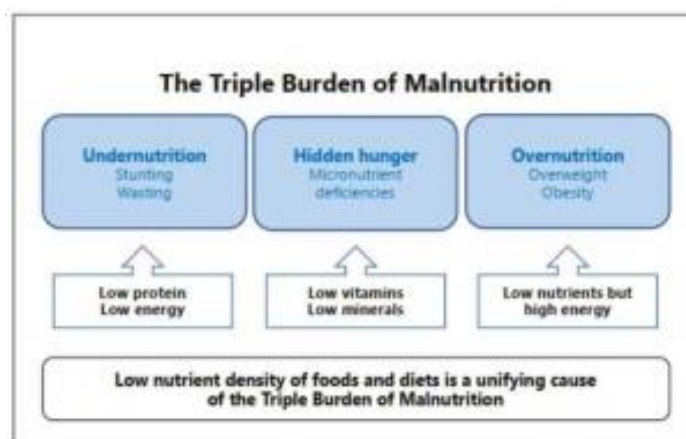 The Triple Burden of Malnutrition
Undernutrition
Stunting
Wasting
Hidden hunger
Micronutrient
deficiencies
Overnutrition
Overweight
Obesity
Low protein
Low energy
Low vitamins
Low minerals
Low nutrients but
high energy
Low nutrient density of foods and diets is a unifying cause
of the Triple Burden of Malnutrition